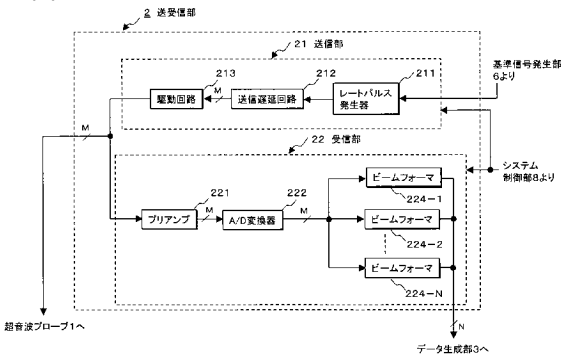 2 送受信部
21 送信部
213
212
211
基準信号発生部
6より
駆動回路
M
送信遅延回路
レートパルス
発生器
M
22 受信部
システム
制御部8より
ビームフォーマ
221
222
224-1
プリアンプ
M
A/D変換器
M
ビームフォーマ
224-2
ビームフォーマ
224-N
超音波プローブ1へ
N
データ生成部3へ